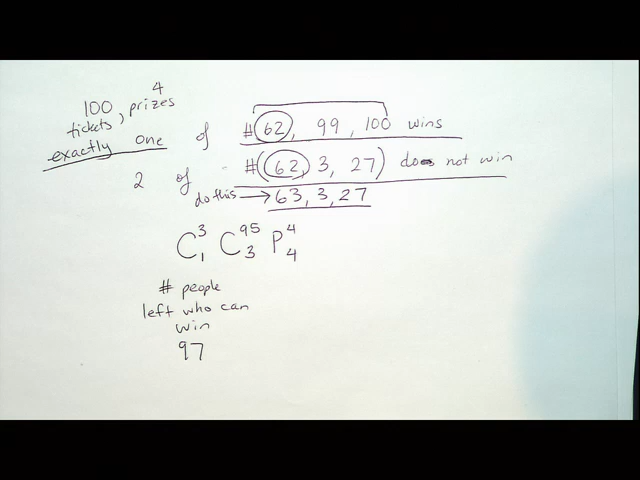 100 4
tickets, prizes
exactly one of #62, 99, 100 wins
2 of #(62, 3, 27) does not win
do this → 63, 3, 27
C³₁ C⁹⁵₃ P⁴₄
# people
left who can
win
97